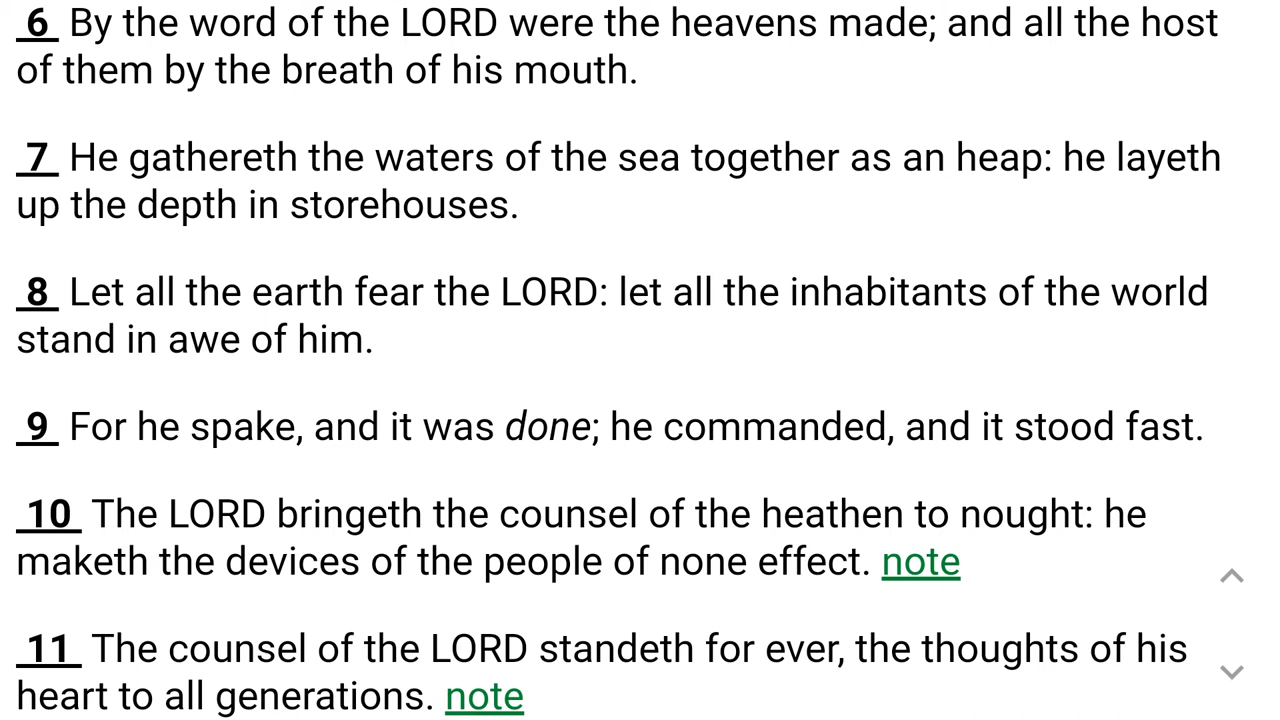 6 By the word of the LORD were the heavens made; and all the host
of them by the breath of his mouth.
7 He gathereth the waters of the sea together as an heap: he layeth
up the depth in storehouses.
8 Let all the earth fear the LORD: let all the inhabitants of the world
stand in awe of him.
9 For he spake, and it was done; he commanded, and it stood fast.
10 The LORD bringeth the counsel of the heathen to nought: he
maketh the devices of the people of none effect. note
11 The counsel of the LORD standeth for ever, the thoughts of his
heart to all generations. note